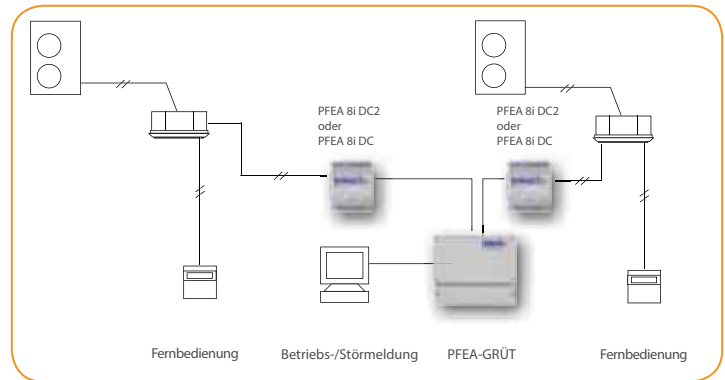 PFEA 8i DC2
oder
PFEA 8i DC
PFEA 8i DC2
oder
PFEA 8i DC
Fernbedienung
Betriebs-/Störmeldung
PFEA-GRÜT
Fernbedienung